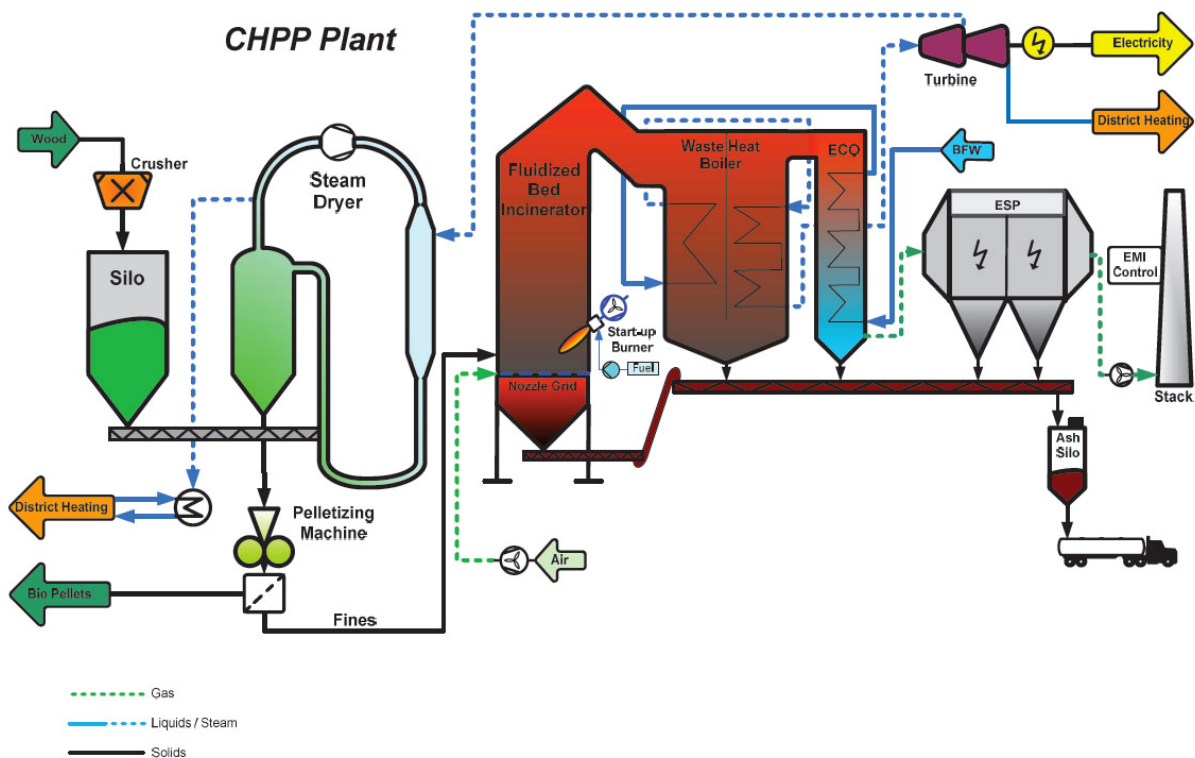 CHPP Plant
Wood
Crusher
Silo
Steam
Dryer
Fluidized
Bed
Incinerator
Waste Heat
Boiler
ECO
Turbine
Electricity
District Heating
BFW
ESP
EMI
Control
Stack
Start-up
Burner
Fuel
Nozzle Grid
Ash
Silo
District Heating
Pelletizing
Machine
Air
Bio Pellets
Fines
Gas
Liquids / Steam
Solids